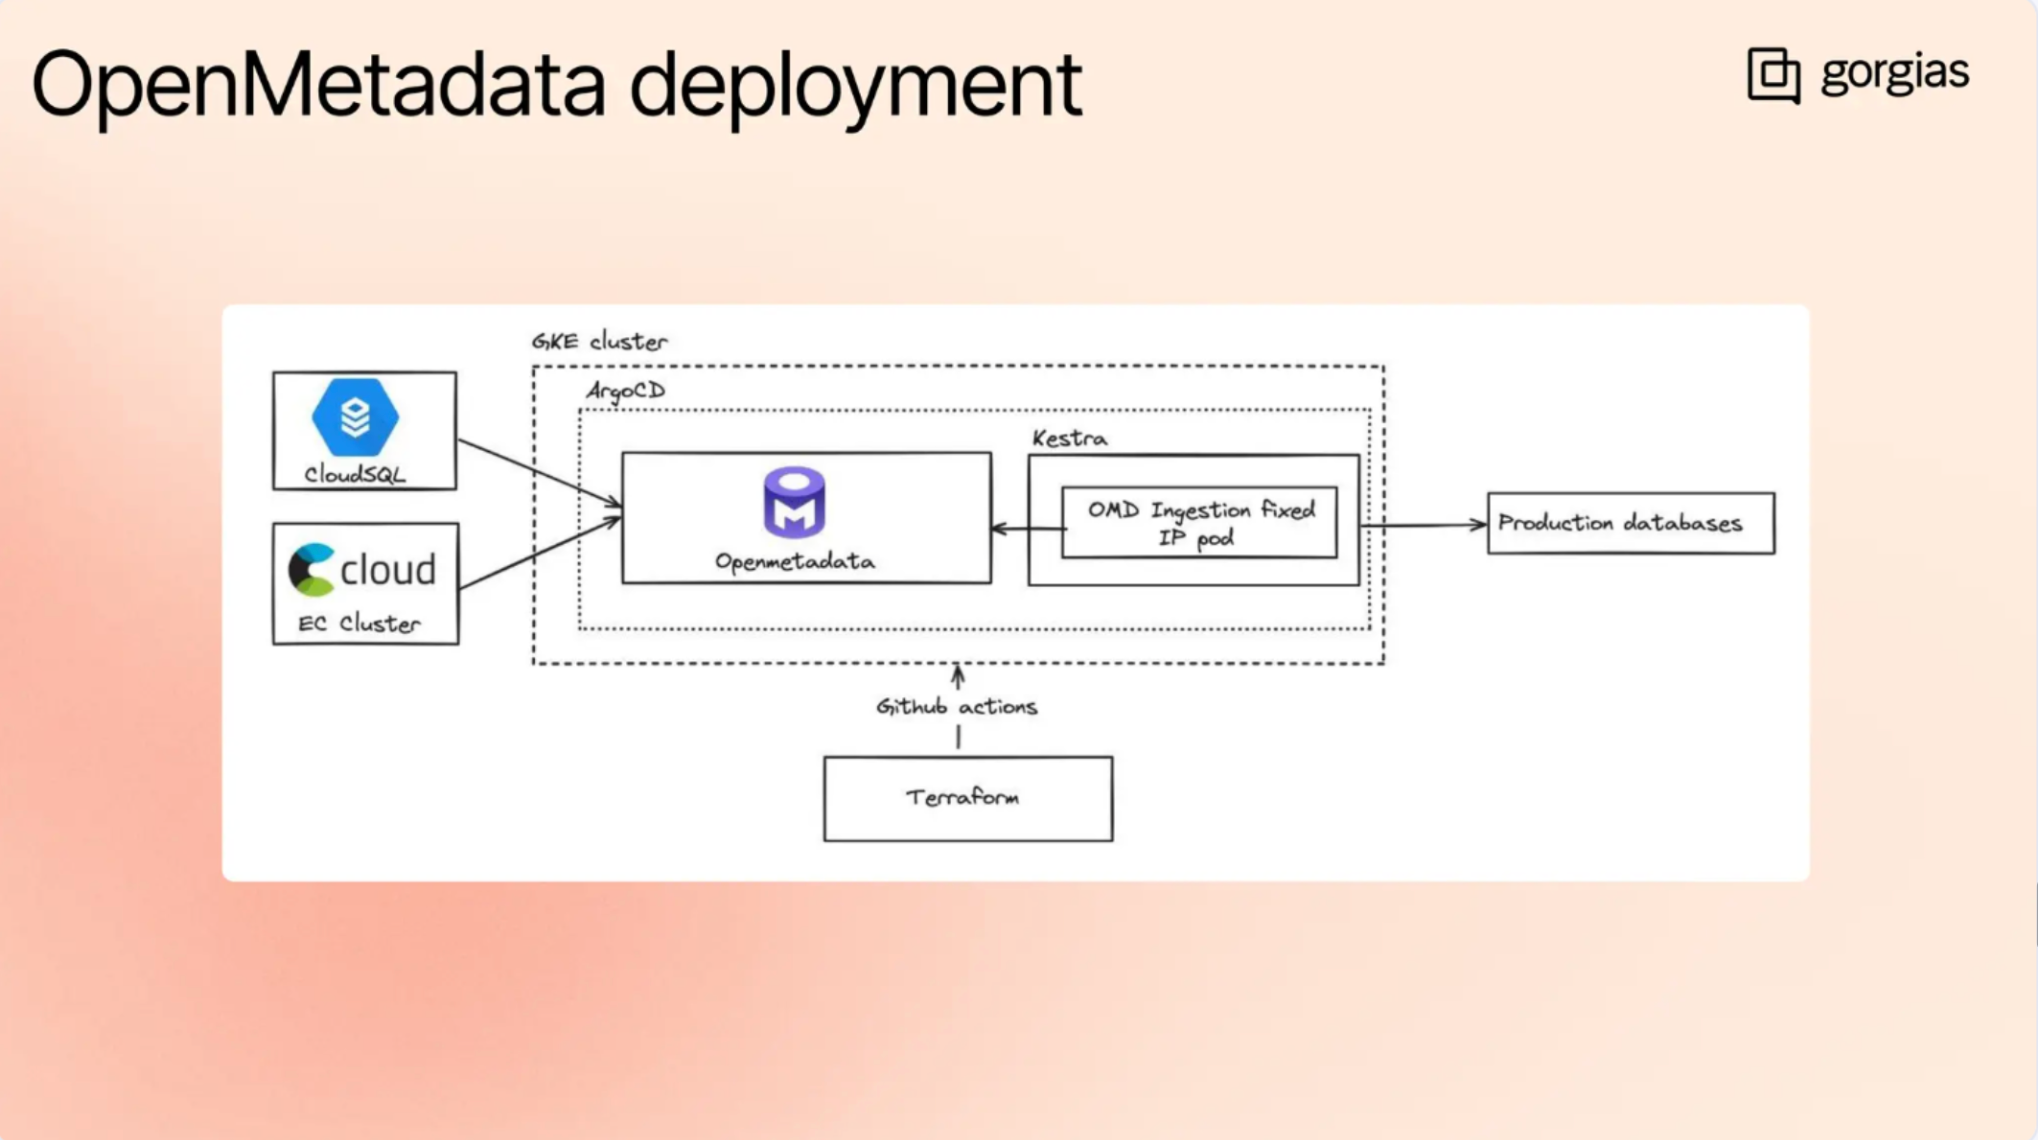 OpenMetadata deployment
gorgias
GKE cluster
ArgoCD
CloudSQL
cloud
EC Cluster
Openmetadata
Kestra
OMD Ingestion fixed
IP pod
Production databases
Github actions
Terraform